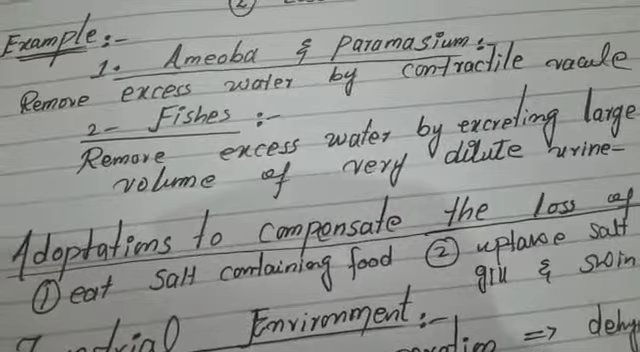 Example :-
1. Ameoba & Paramasium :-
Remove excess water by contractile vacule
2- Fishes :-
Remove excess water by excreting large
volume of very dilute urine-
Adoptations to compensate the loss of
① eat salt containing food ② uptake salt
gill & skin
Environment :-
=> dehy